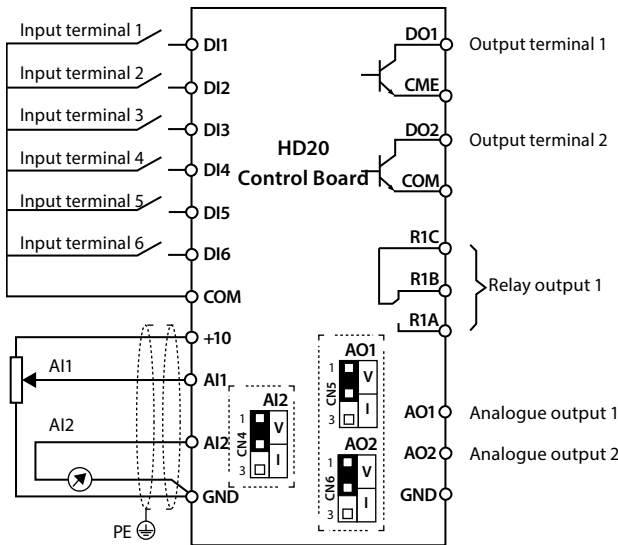 Input terminal 1
DI1
Input terminal 2
DI2
Input terminal 3
DI3
Input terminal 4
DI4
Input terminal 5
DI5
Input terminal 6
DI6
COM
+10
AI1
AI1
AI2
AI2
GND
PE
HD20
Control Board
AI2
1
CN4
3
V
I
AO1
1
CN5
3
V
I
AO2
1
CN6
3
V
I
DO1
Output terminal 1
CME
DO2
Output terminal 2
COM
R1C
R1B
Relay output 1
R1A
AO1
Analogue output 1
AO2
Analogue output 2
GND